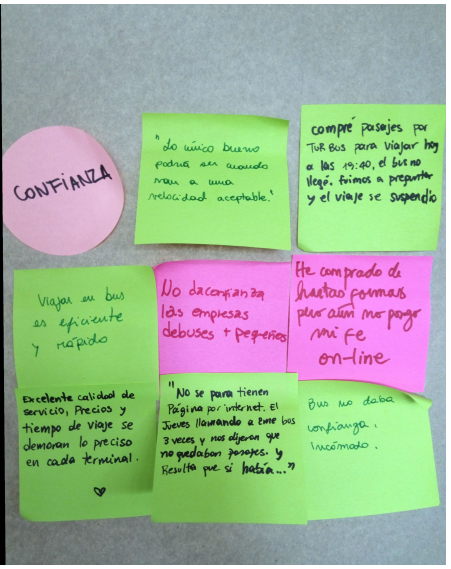 CONFIANZA
"Lo único bueno
podría ser cuando
van a una
velocidad aceptable."
compré pasajes por
TUR BUS para viajar hoy
a las 19:40, el bus no
llegó. fuimos a preguntar
y el viaje se suspendio
Viajar en bus
es eficiente
y rápido
No da confianza
las empresas
de buses + pequeñas
He comprado de
hartas formas
pero aún no pongo
mi fe
on-line
Excelente calidad de
servicio, Precios y
tiempo de viaje se
demoran lo preciso
en cada terminal.
"No se para tienen
Página por internet. El
Jueves llamando a Eme bus
3 veces y nos dijeron que
no quedaban pasajes. y
Resulta que si había..."
Bus no daba
confianza.
Incómodo.